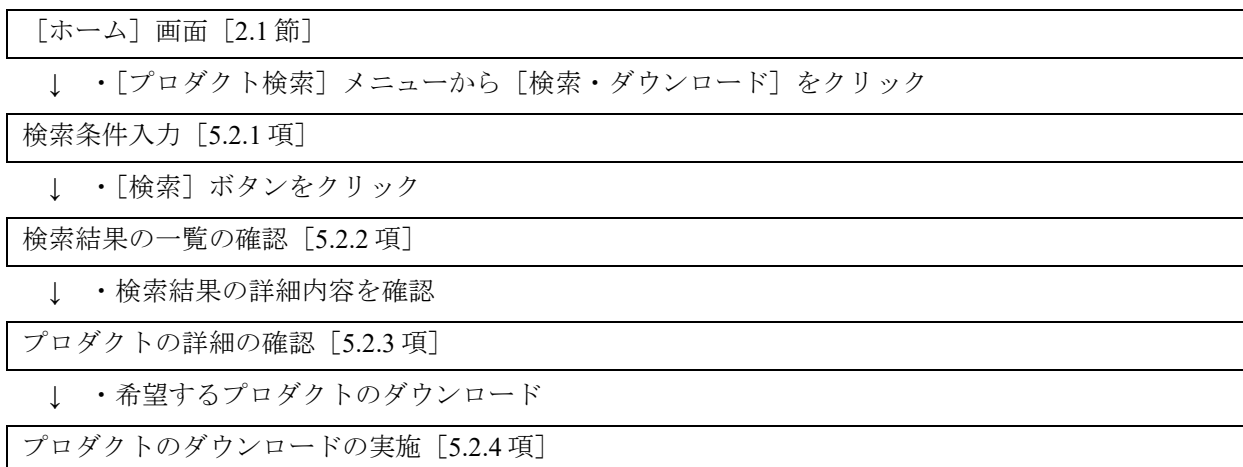 ［ホーム］画面［2.1 節］
↓ ・［プロダクト検索］メニューから［検索・ダウンロード］をクリック
検索条件入力［5.2.1 項］
↓ ・［検索］ボタンをクリック
検索結果の一覧の確認［5.2.2 項］
↓ ・検索結果の詳細内容を確認
プロダクトの詳細の確認［5.2.3 項］
↓ ・希望するプロダクトのダウンロード
プロダクトのダウンロードの実施［5.2.4 項］